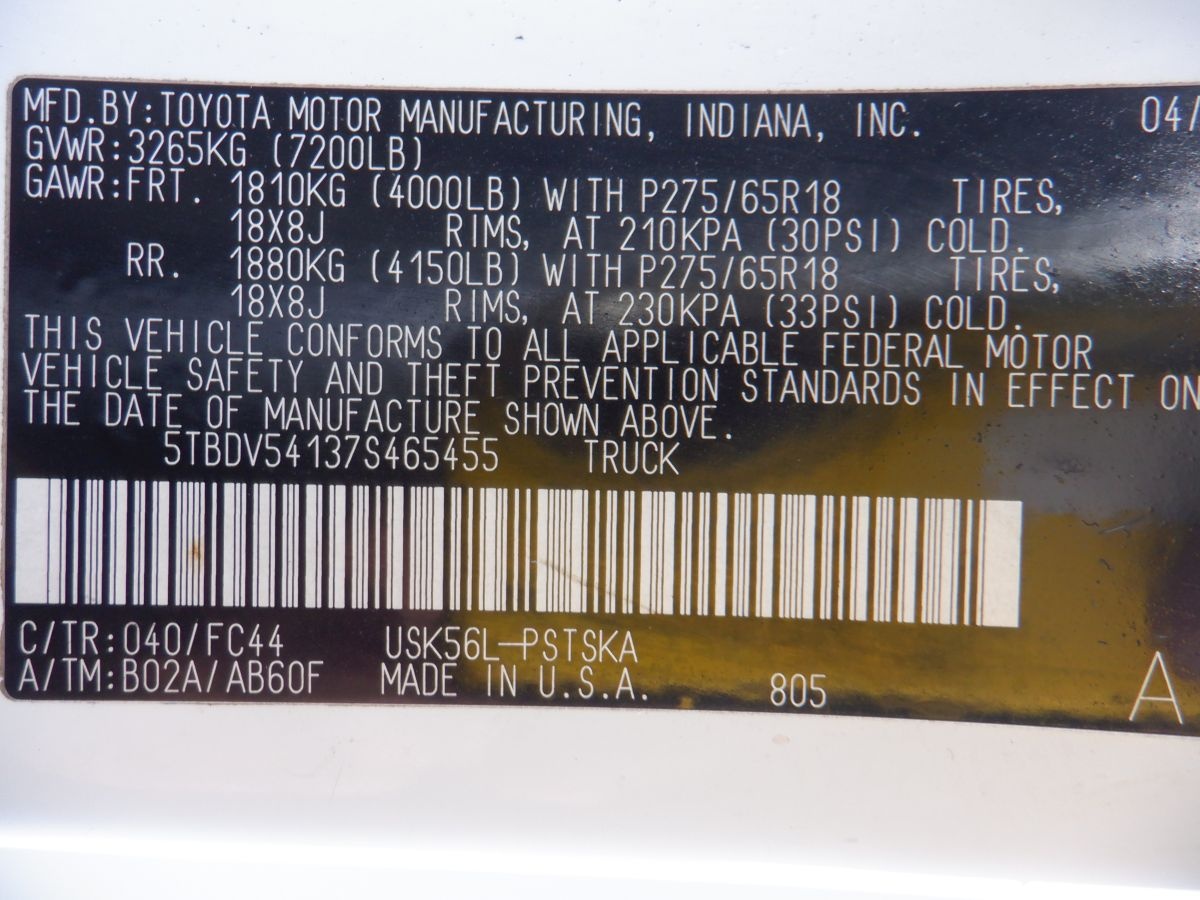 MFD.BY:TOYOTA MOTOR MANUFACTURING, INDIANA, INC. 04/
GVWR:3265KG (7200LB)
GAWR:FRT. 1810KG (4000LB) WITH P275/65R18 TIRES,
18X8J RIMS, AT 210KPA (30PSI) COLD.
RR. 1880KG (4150LB) WITH P275/65R18 TIRES,
18X8J RIMS, AT 230KPA (33PSI) COLD.
THIS VEHICLE CONFORMS TO ALL APPLICABLE FEDERAL MOTOR
VEHICLE SAFETY AND THEFT PREVENTION STANDARDS IN EFFECT ON
THE DATE OF MANUFACTURE SHOWN ABOVE.
5TBDV54137S465455 TRUCK
C/TR:040/FC44 USK56L-PSTSKA
A/TM:B02A/AB60F MADE IN U.S.A. 805 A